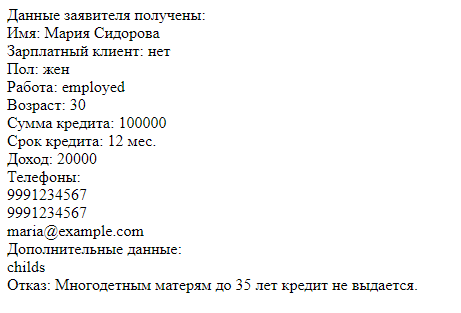 Данные заявителя получены:
Имя: Мария Сидорова
Зарплатный клиент: нет
Пол: жен
Работа: employed
Возраст: 30
Сумма кредита: 100000
Срок кредита: 12 мес.
Доход: 20000
Телефоны:
9991234567
9991234567
maria@example.com
Дополнительные данные:
childs
Отказ: Многодетным матерям до 35 лет кредит не выдается.